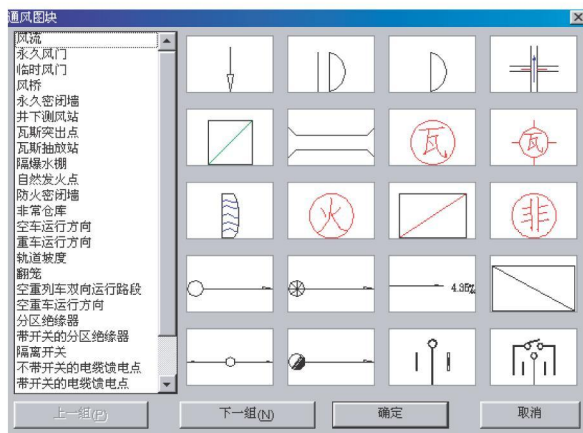 通风图块
风流
永久风门
临时风门
风桥
永久密闭墙
井下测风站
瓦斯突出点
瓦斯抽放站
隔爆水棚
自然发火点
防火密闭墙
非常仓库
空车运行方向
重车运行方向
轨道坡度
翻笼
空重列车双向运行路段
空重车运行方向
分区绝缘器
带开关的分区绝缘器
隔离开关
不带开关的电缆馈电点
带开关的电缆馈电点
瓦
瓦
火
非
4.35%
上一组(P)
下一组(N)
确定
取消